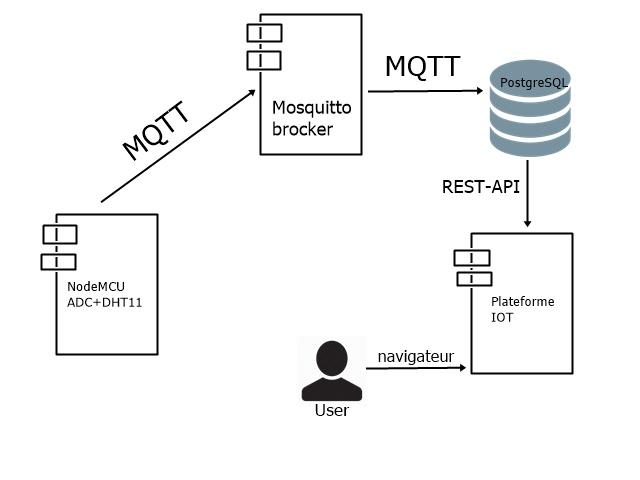 MQTT
Mosquitto
brocker
MQTT
PostgreSQL
REST-API
NodeMCU
ADC+DHT11
Plateforme
IOT
navigateur
User